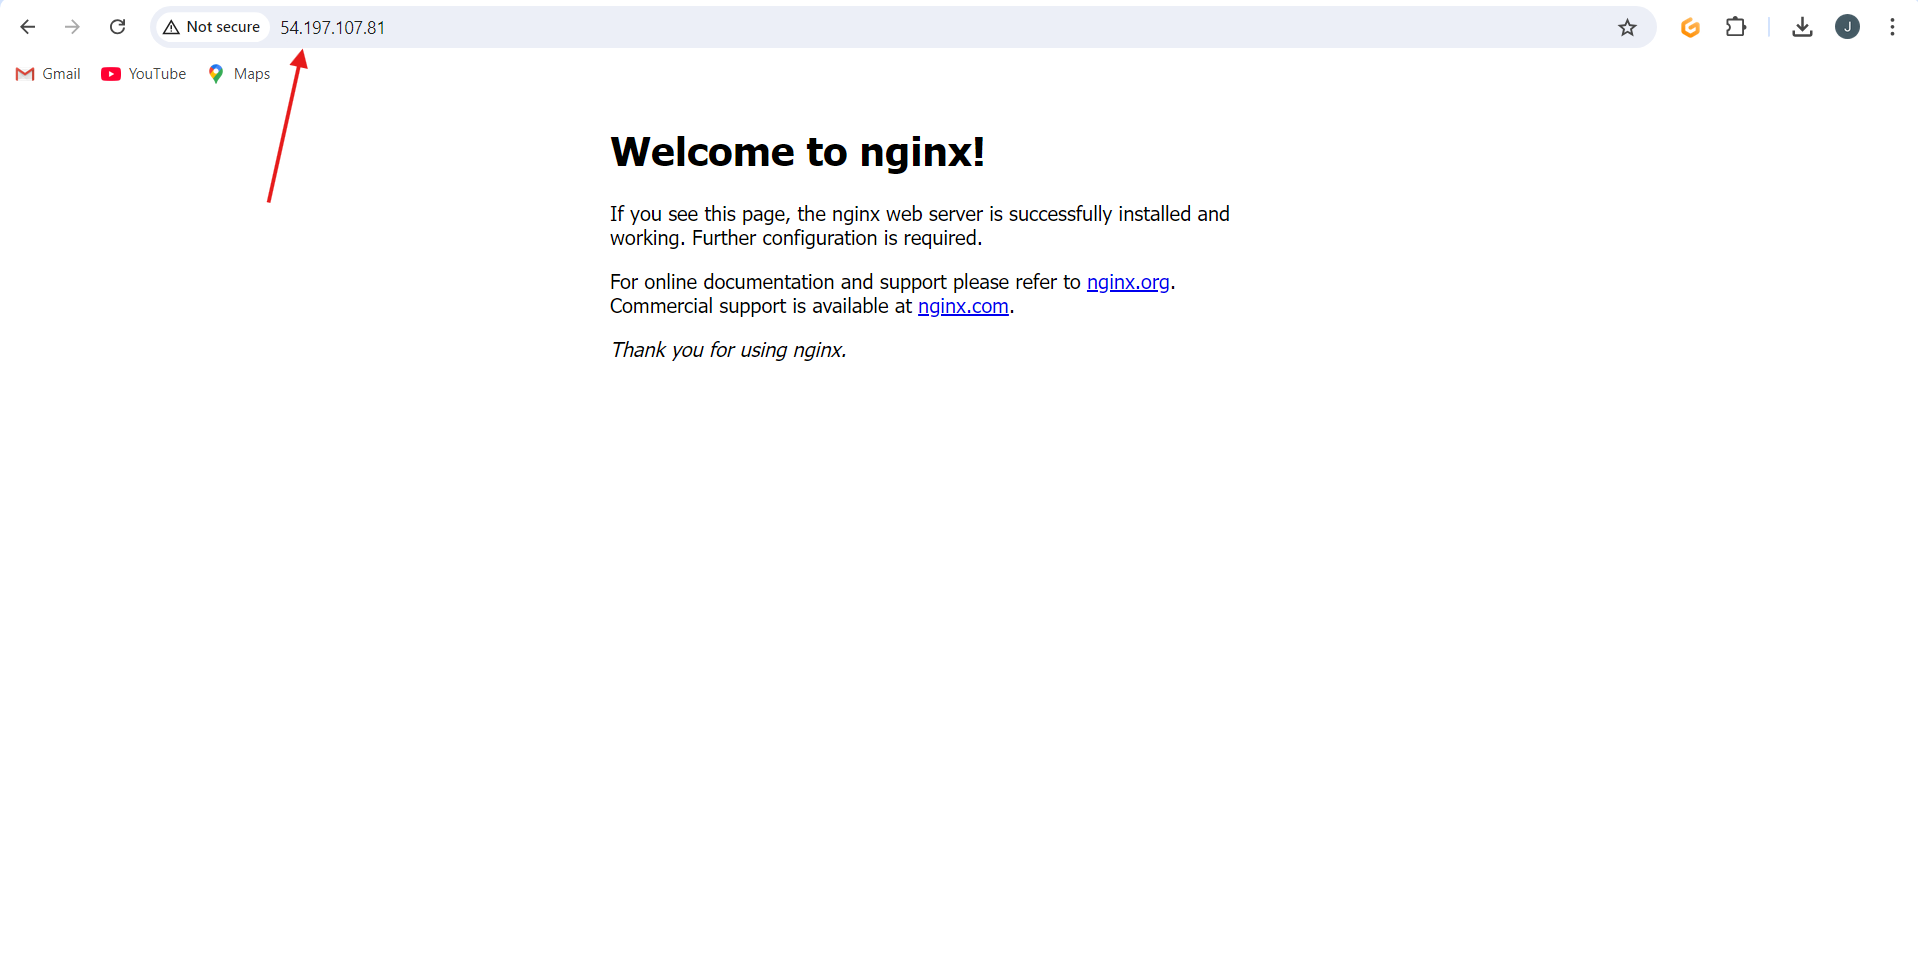 Not secure 54.197.107.81
J
Gmail YouTube Maps
Welcome to nginx!
If you see this page, the nginx web server is successfully installed and
working. Further configuration is required.
For online documentation and support please refer to nginx.org.
Commercial support is available at nginx.com.
Thank you for using nginx.